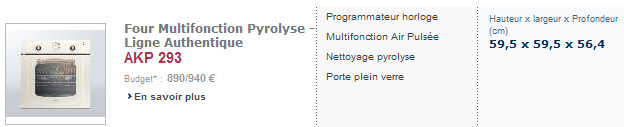 Four Multifonction Pyrolyse -
Ligne Authentique
AKP 293
Budget* : 890/940 €
En savoir plus
Programmateur horloge
Multifonction Air Pulsée
Nettoyage pyrolyse
Porte plein verre
Hauteur x largeur x Profondeur
(cm)
59,5 x 59,5 x 56,4